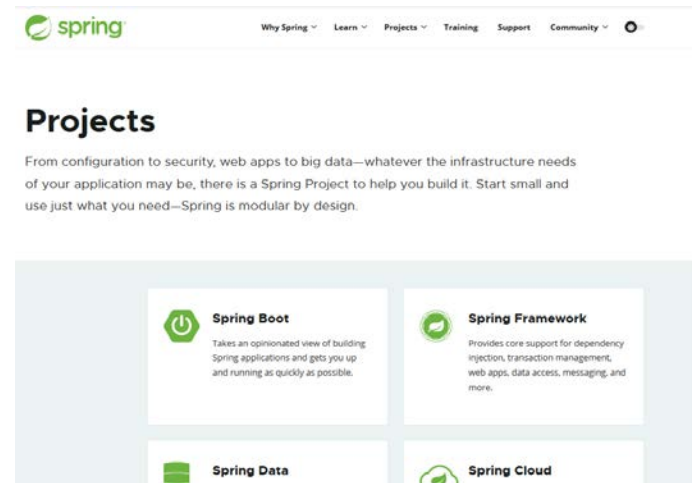 spring
Why Spring Learn Projects Training Support Community
Projects
From configuration to security, web apps to big data—whatever the infrastructure needs
of your application may be, there is a Spring Project to help you build it. Start small and
use just what you need—Spring is modular by design.
Spring Boot
Takes an opinionated view of building
Spring applications and gets you up
and running as quickly as possible.
Spring Framework
Provides core support for dependency
injection, transaction management,
web apps, data access, messaging, and
more.
Spring Data
Spring Cloud